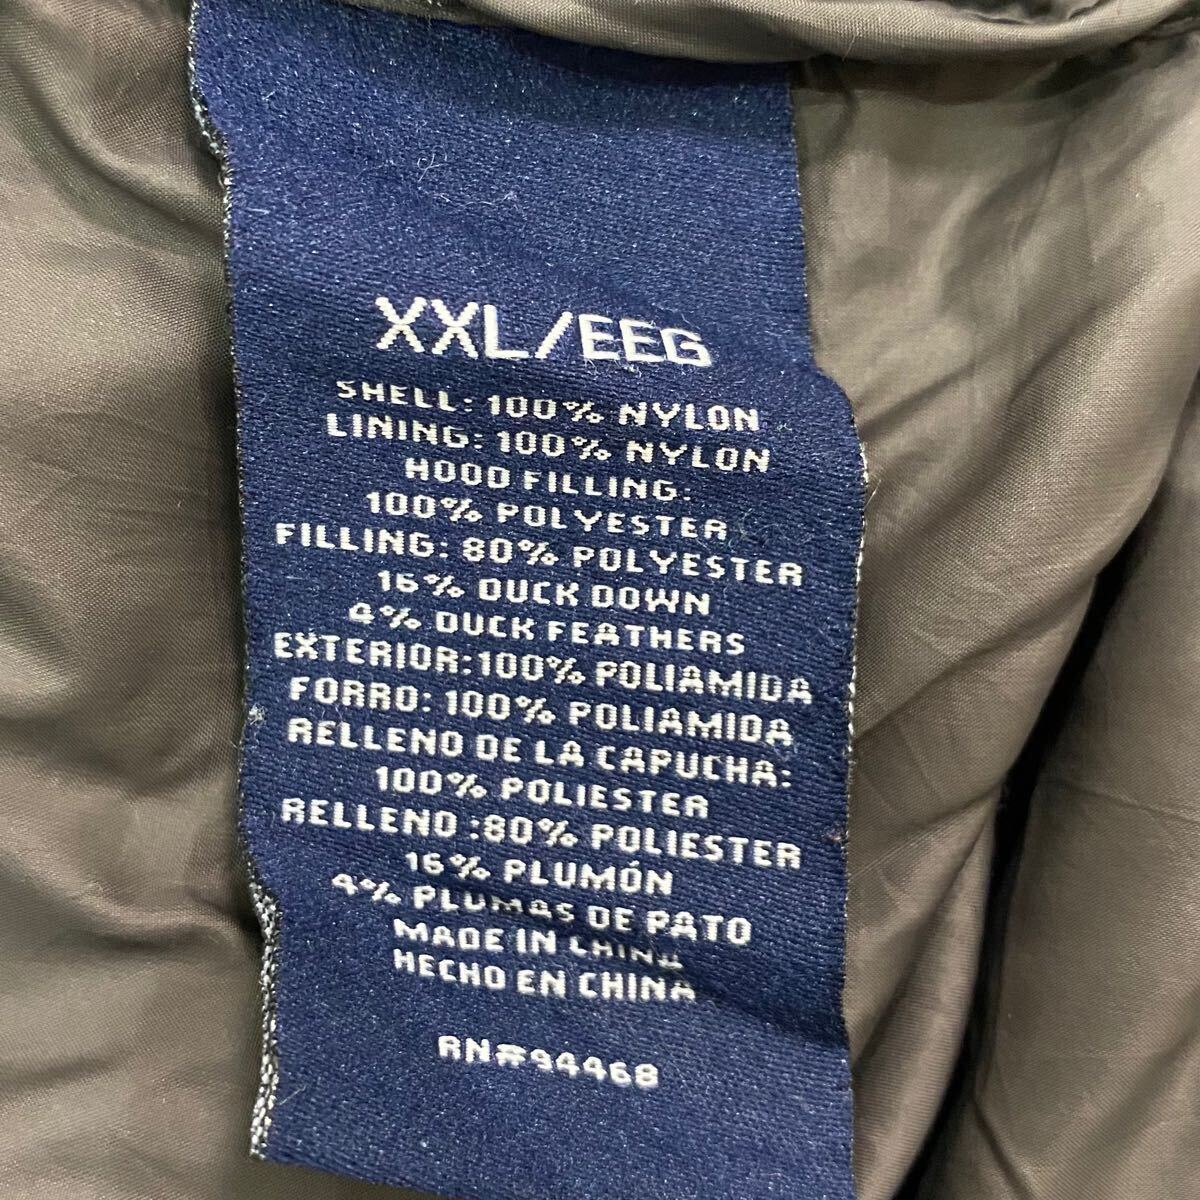 XXL/EEG
SHELL: 100% NYLON
LINING: 100% NYLON
HOOD FILLING:
100% POLYESTER
FILLING: 80% POLYESTER
16% DUCK DOWN
4% DUCK FEATHERS
EXTERIOR:100% POLIAMIDA
FORRO: 100% POLIAMIDA
RELLENO DE LA CAPUCHA:
100% POLIESTER
RELLENO :80% POLIESTER
16% PLUMÓN
4% PLUMAS DE PATO
MADE IN CHINA
HECHO EN CHINA
RN#94468